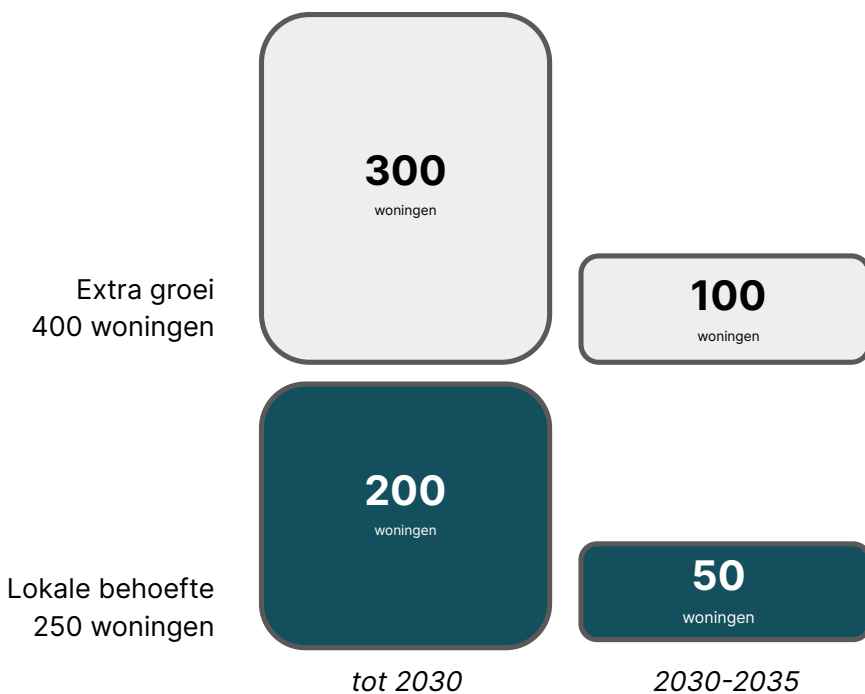 300
woningen
Extra groei
400 woningen
100
woningen
200
woningen
Lokale behoefte
250 woningen
50
woningen
tot 2030
2030-2035